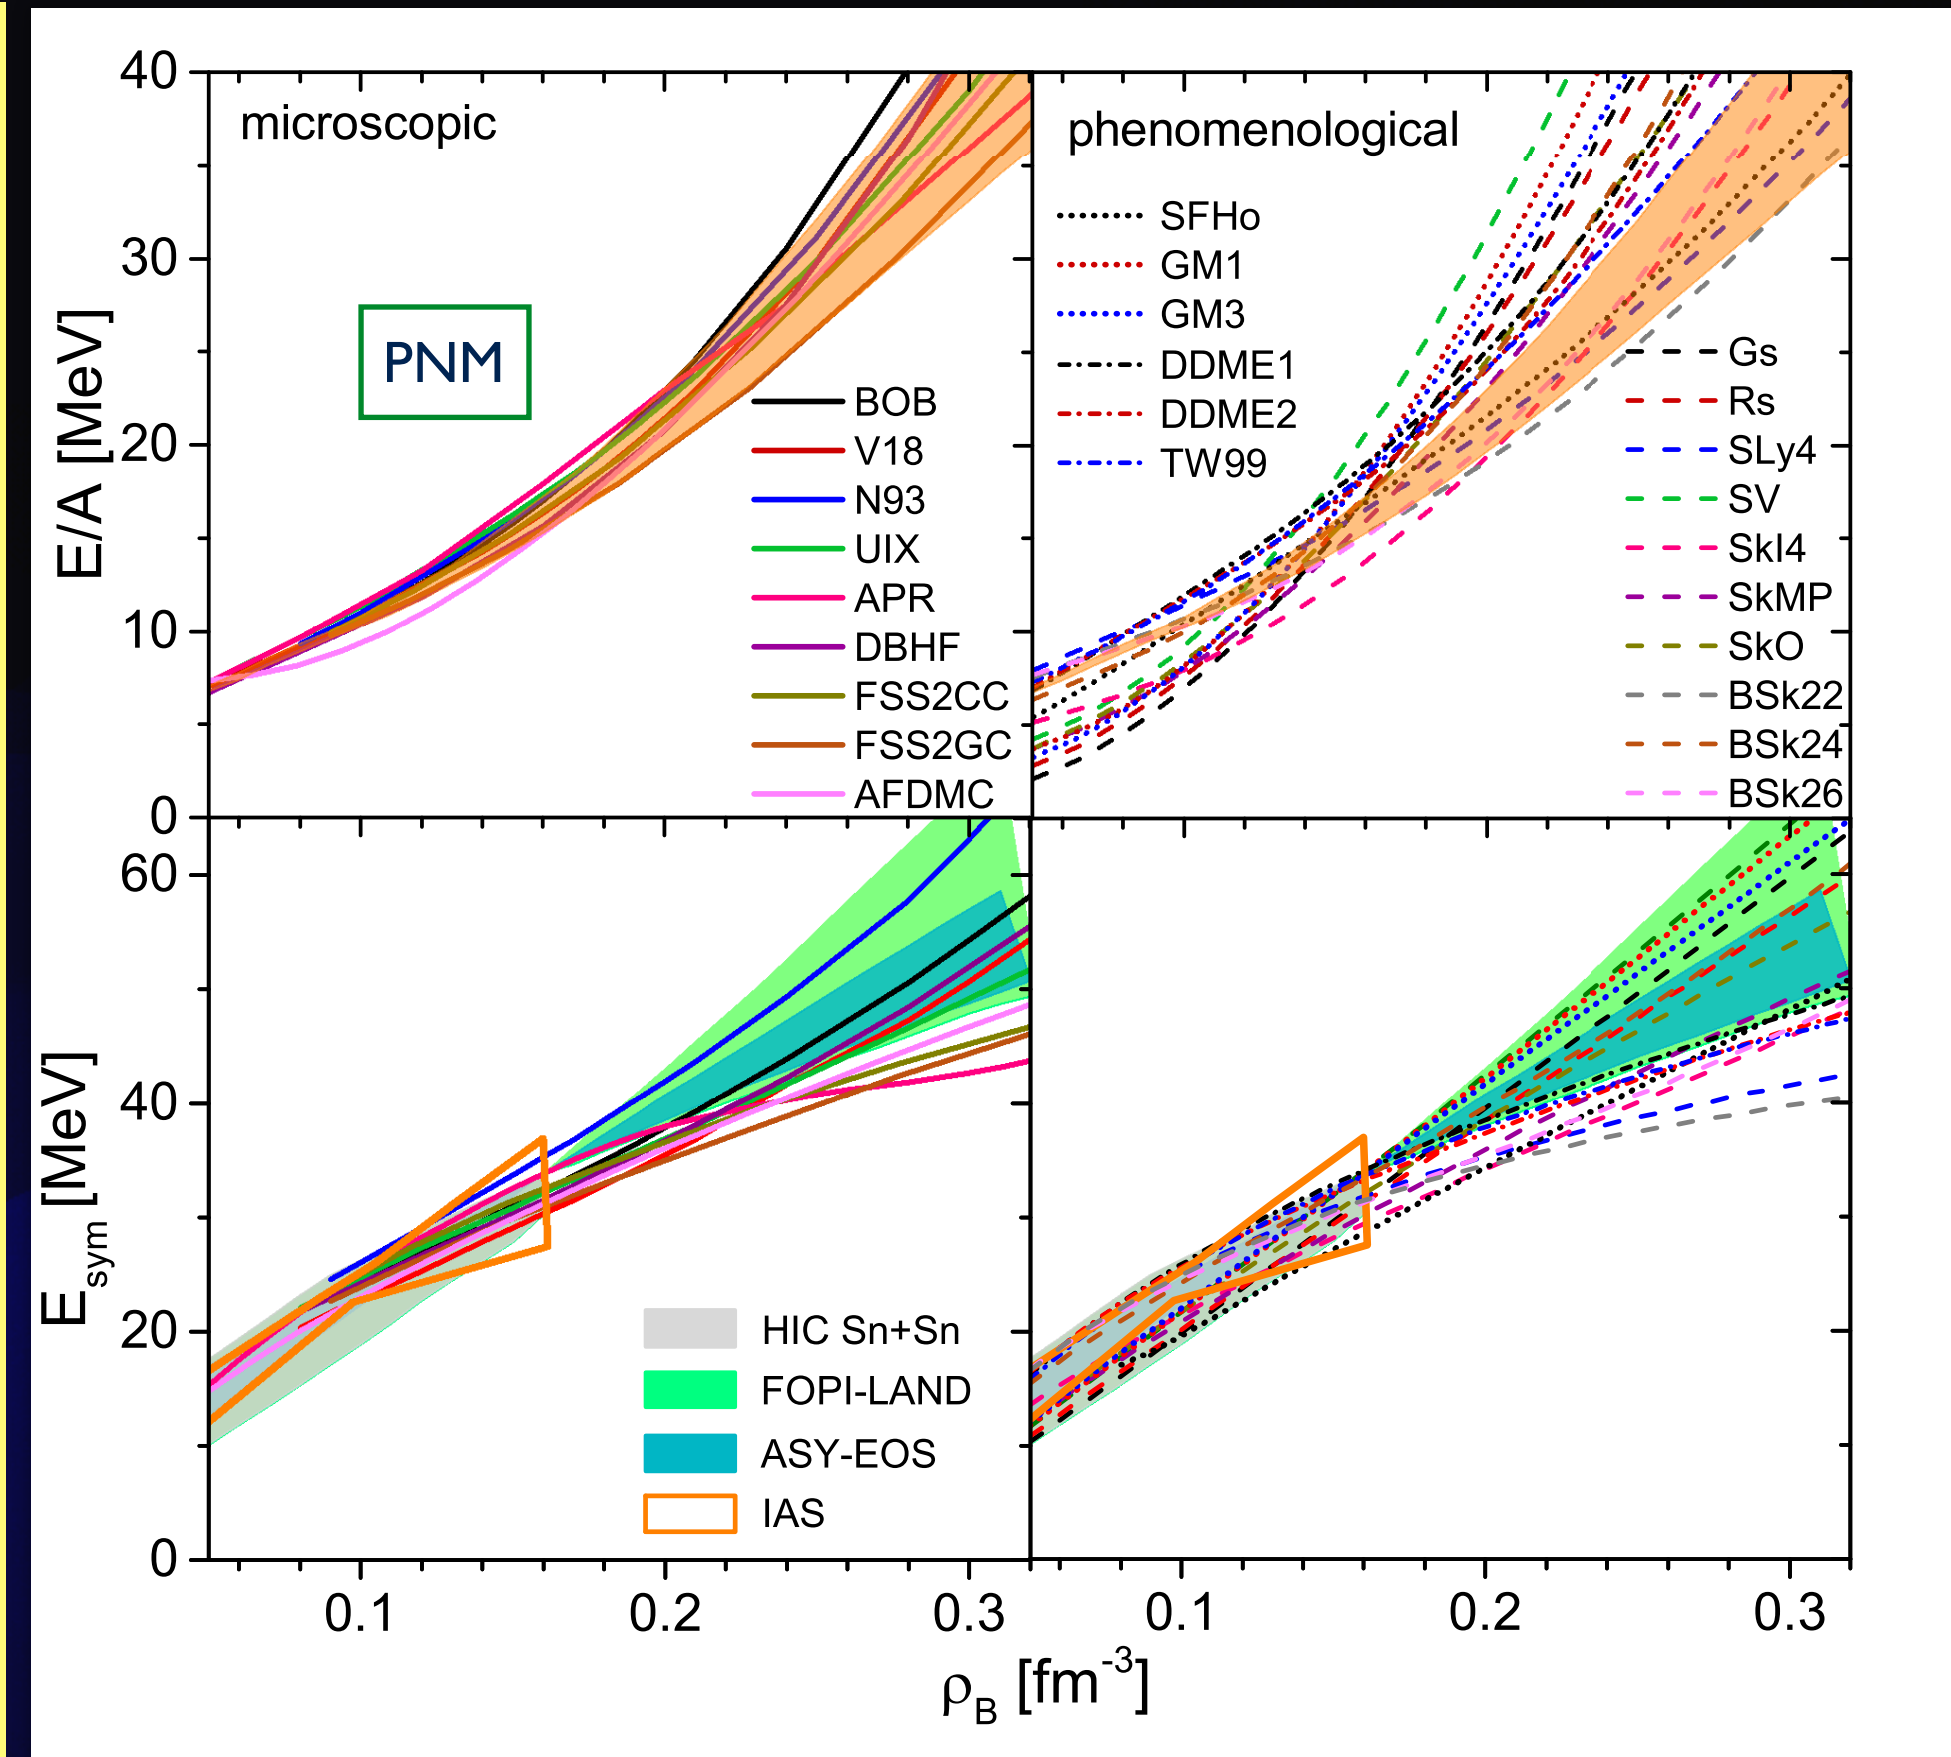 40
30
20
10
0
E/A [MeV]
microscopic
PNM
BOB
V18
N93
UIX
APR
DBHF
FSS2CC
FSS2GC
AFDMC
phenomenological
SFHo
GM1
GM3
DDME1
DDME2
TW99
Gs
Rs
SLy4
SV
SkI4
SkMP
SkO
BSk22
BSk24
BSk26
60
40
20
0
E_sym [MeV]
HIC Sn+Sn
FOPI-LAND
ASY-EOS
IAS
0.1 0.2 0.3 0.1 0.2 0.3
ρ_B [fm⁻³]